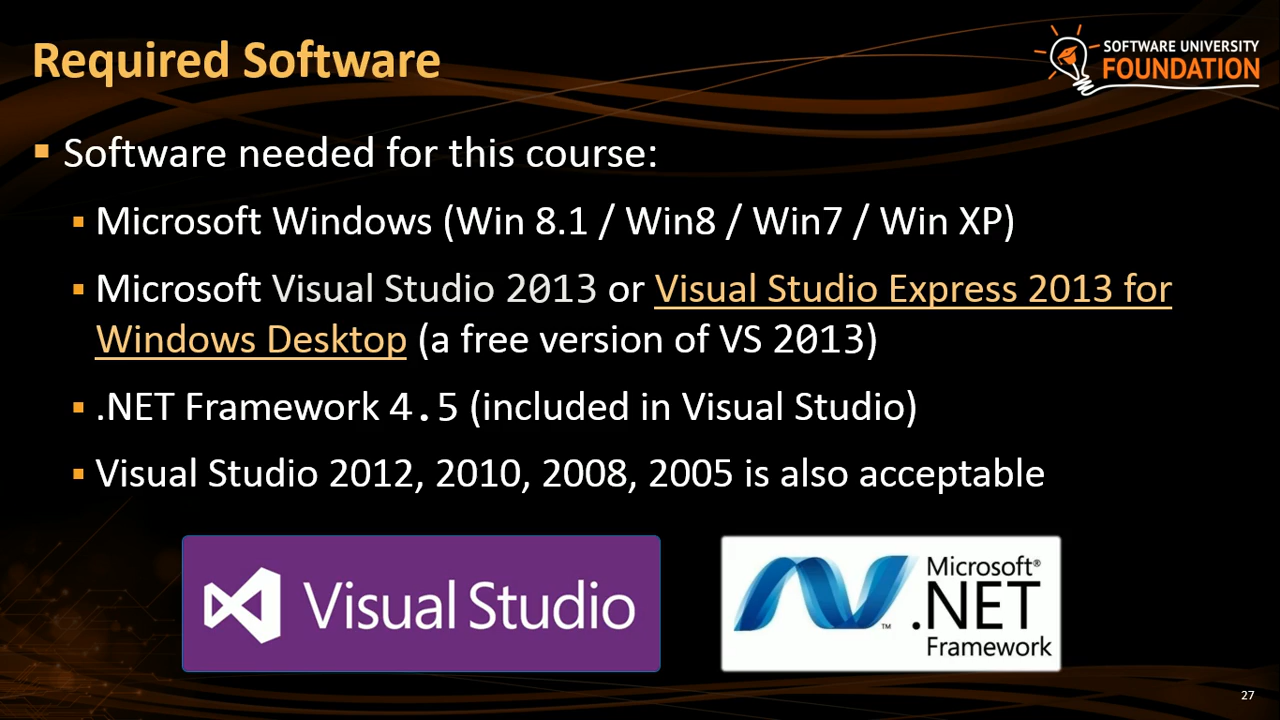 Required Software
SOFTWARE UNIVERSITY
FOUNDATION
▪ Software needed for this course:
▪ Microsoft Windows (Win 8.1 / Win8 / Win7 / Win XP)
▪ Microsoft Visual Studio 2013 or Visual Studio Express 2013 for
Windows Desktop (a free version of VS 2013)
▪ .NET Framework 4.5 (included in Visual Studio)
▪ Visual Studio 2012, 2010, 2008, 2005 is also acceptable
Visual Studio
Microsoft®
.NET
™
Framework
27